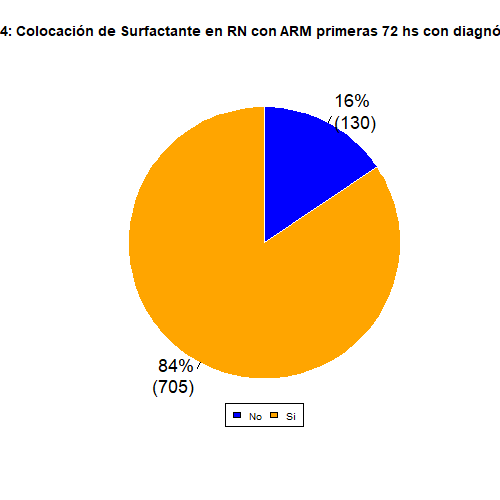 4: Colocación de Surfactante en RN con ARM primeras 72 hs con diagnó
16%
(130)
84%
(705)
No Si